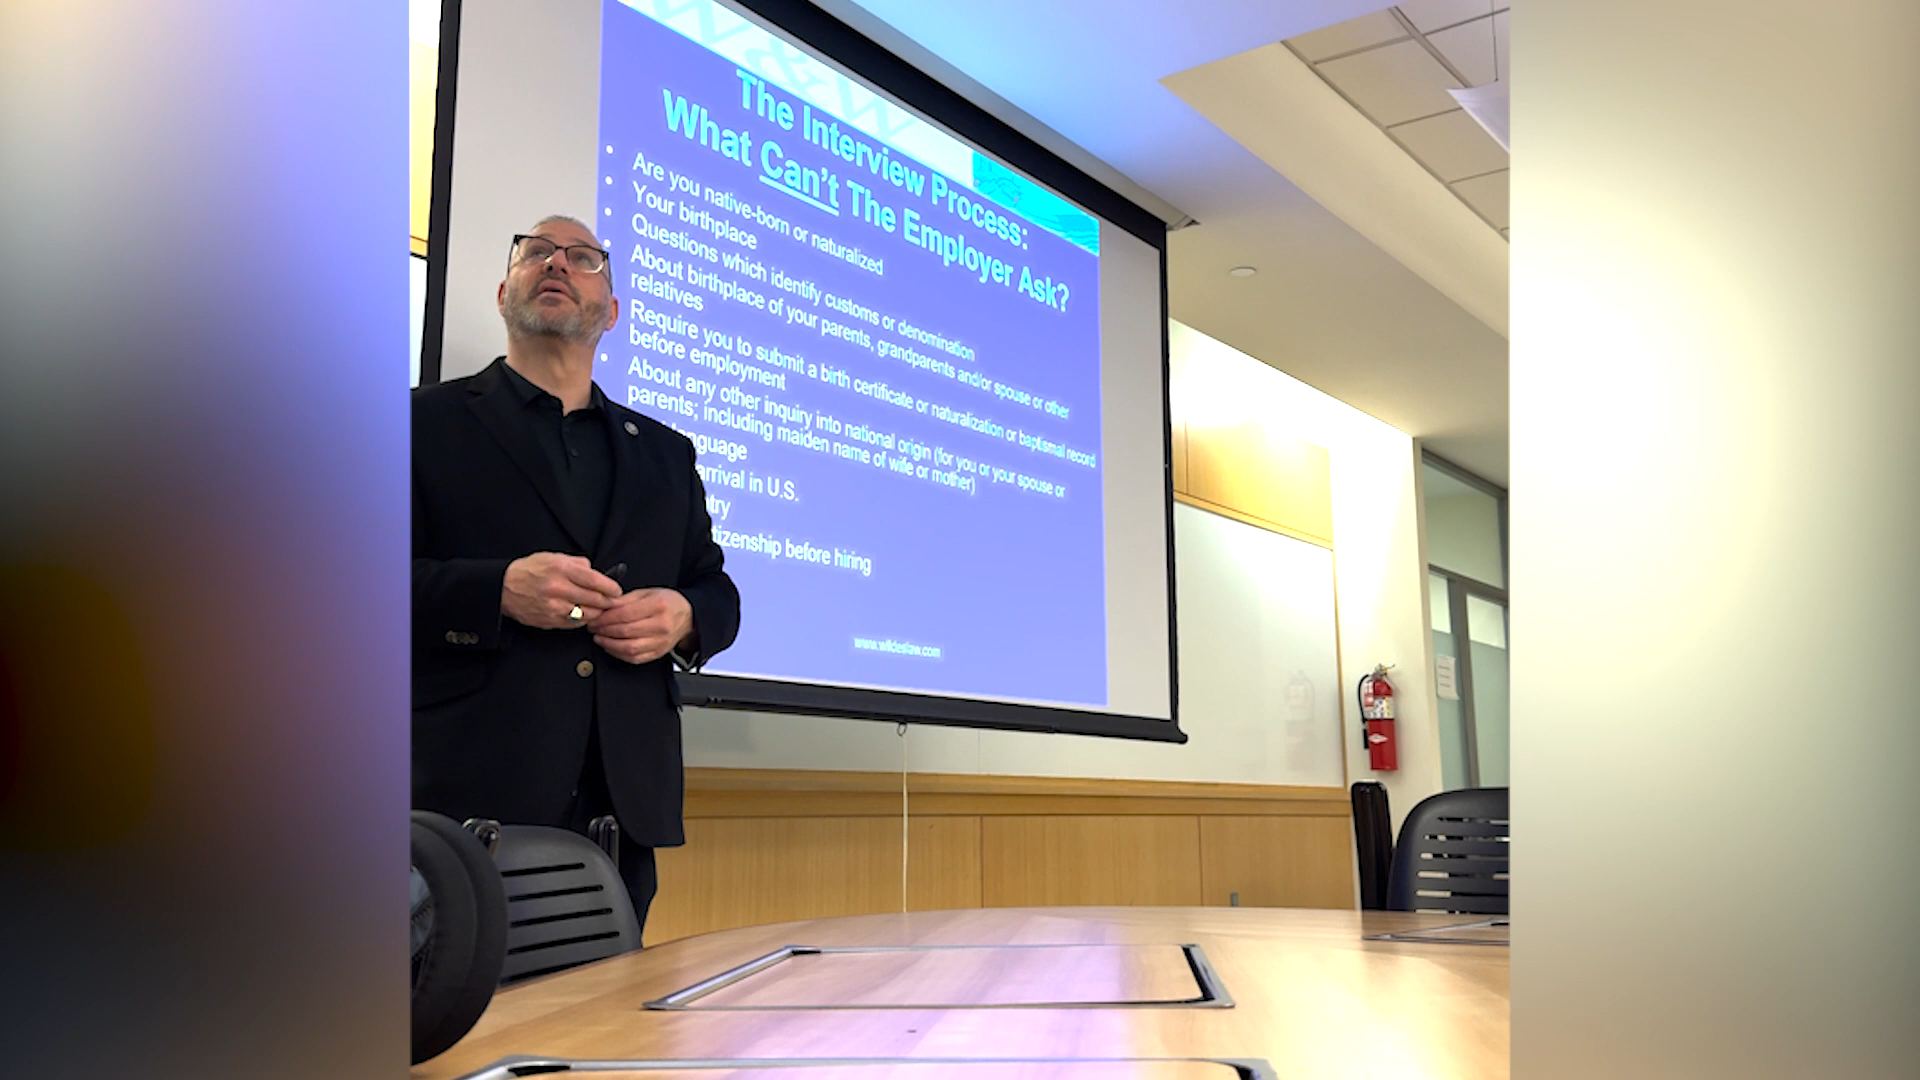 W&W
The Interview Process:
What Can't The Employer Ask?
• Are you native-born or naturalized
• Your birthplace
• Questions which identify customs or denomination
• About birthplace of your parents, grandparents and/or spouse or other
relatives
Require you to submit a birth certificate or naturalization or baptismal record
before employment
• About any other inquiry into national origin (for you or your spouse or
parents; including maiden name of wife or mother)
language
arrival in U.S.
before hiring
www.wildeslaw.com